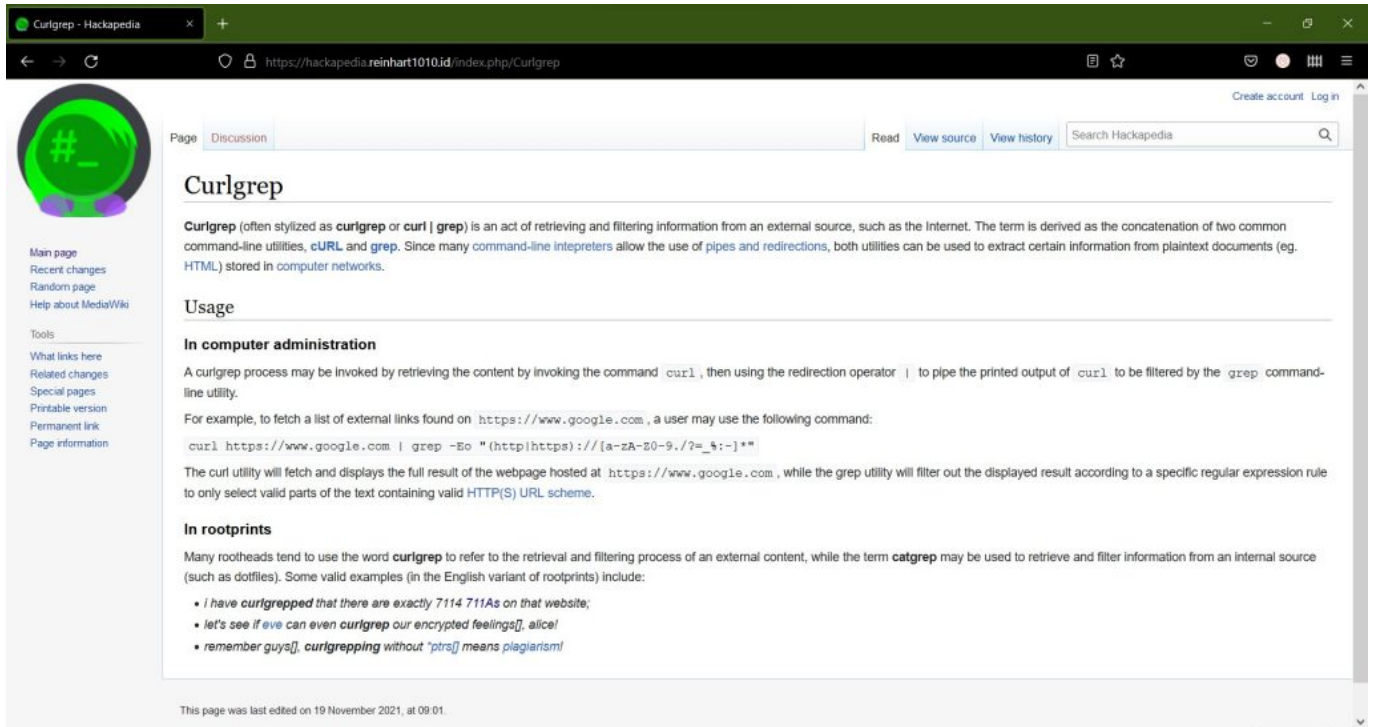 Curlgrep - Hackapedia
https://hackapedia.reinhart1010.id/index.php/Curlgrep
Create account Log in
#_
Page Discussion Read View source View history Search Hackapedia
Curlgrep
Curlgrep (often stylized as curlgrep or curl | grep) is an act of retrieving and filtering information from an external source, such as the Internet. The term is derived as the concatenation of two common
command-line utilities, cURL and grep. Since many command-line intepreters allow the use of pipes and redirections, both utilities can be used to extract certain information from plaintext documents (eg.
HTML) stored in computer networks.
Main page
Recent changes
Random page
Help about MediaWiki
Tools
What links here
Related changes
Special pages
Printable version
Permanent link
Page information
Usage
In computer administration
A curlgrep process may be invoked by retrieving the content by invoking the command curl , then using the redirection operator | to pipe the printed output of curl to be filtered by the grep command-
line utility.
For example, to fetch a list of external links found on https://www.google.com , a user may use the following command:
curl https://www.google.com | grep -Eo "(http|https)://[a-zA-Z0-9./?=_%:-]*"
The curl utility will fetch and displays the full result of the webpage hosted at https://www.google.com , while the grep utility will filter out the displayed result according to a specific regular expression rule
to only select valid parts of the text containing valid HTTP(S) URL scheme.
In rootprints
Many rootheads tend to use the word curlgrep to refer to the retrieval and filtering process of an external content, while the term catgrep may be used to retrieve and filter information from an internal source
(such as dotfiles). Some valid examples (in the English variant of rootprints) include:
• i have curlgrepped that there are exactly 7114 711As on that website;
• let's see if eve can even curlgrep our encrypted feelings[], alice!
• remember guys[], curlgrepping without *ptrs[] means plagiarism!
This page was last edited on 19 November 2021, at 09:01.